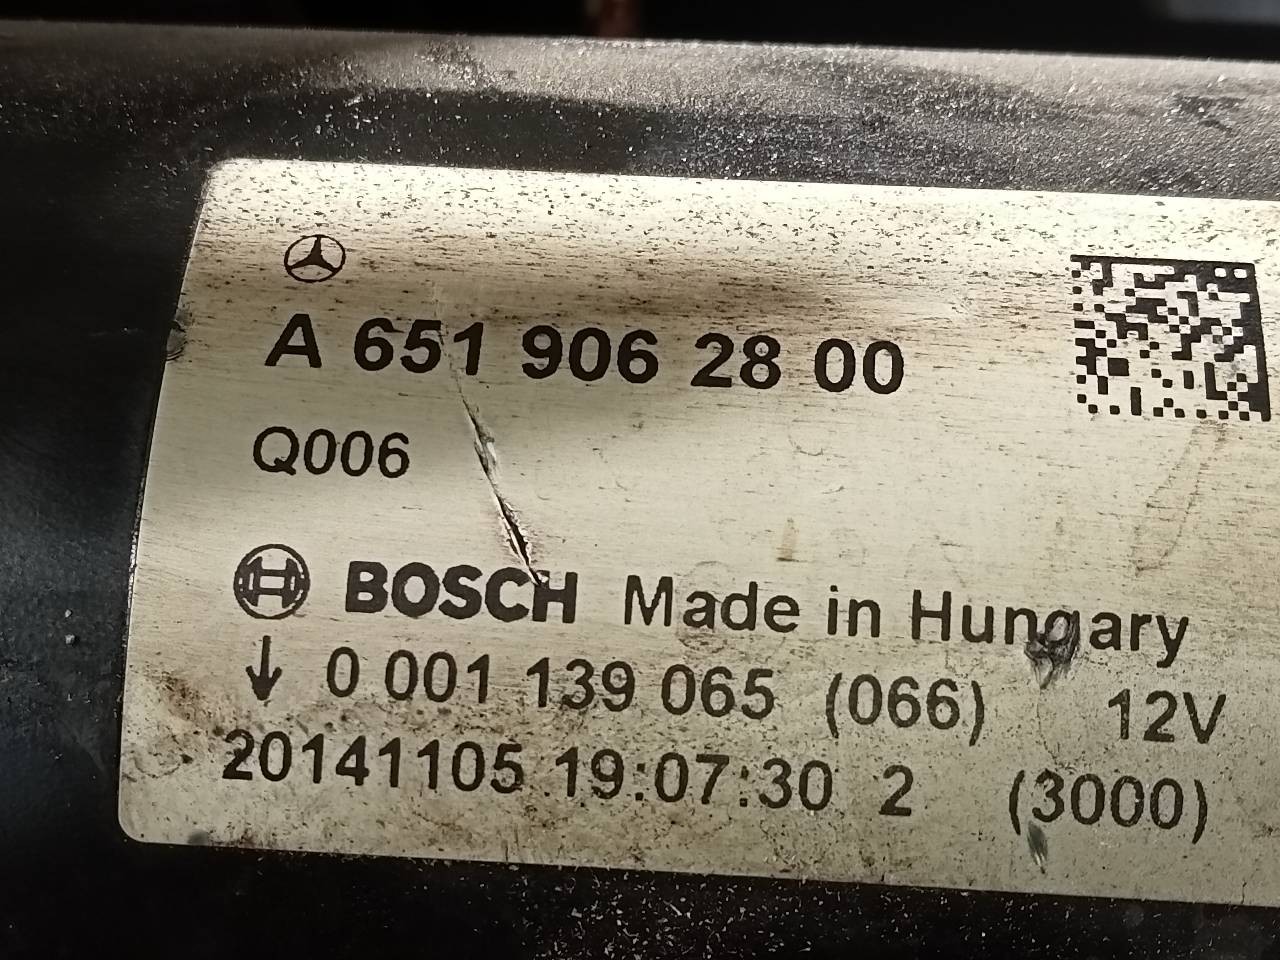 A 651 906 28 00
Q006
BOSCH Made in Hungary
↓ 0 001 139 065 (066) 12V
20141105 19:07:30 2 (3000)